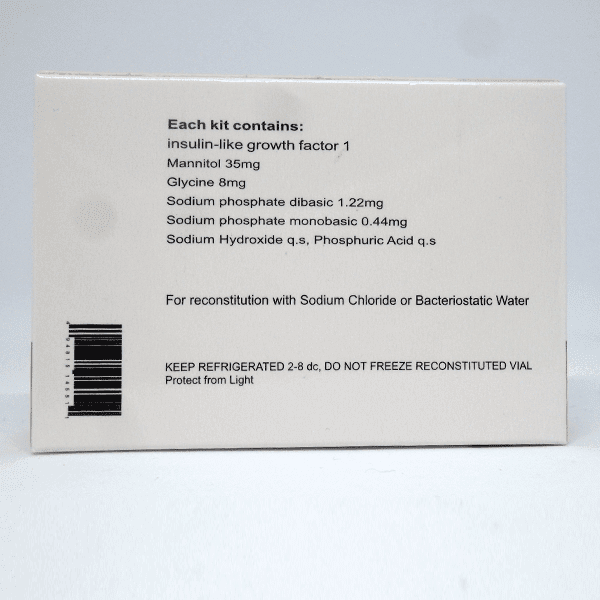 Each kit contains:
insulin-like growth factor 1
Mannitol 35mg
Glycine 8mg
Sodium phosphate dibasic 1.22mg
Sodium phosphate monobasic 0.44mg
Sodium Hydroxide q.s, Phosphuric Acid q.s
For reconstitution with Sodium Chloride or Bacteriostatic Water
KEEP REFRIGERATED 2-8 dc, DO NOT FREEZE RECONSTITUTED VIAL
Protect from Light